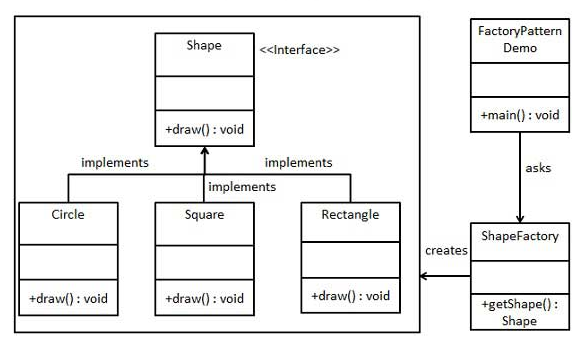 Shape
<<Interface>>
+draw() : void
implements
implements
implements
Circle
+draw() : void
Square
+draw() : void
Rectangle
+draw() : void
FactoryPattern
Demo
+main() : void
asks
creates
ShapeFactory
+getShape() :
Shape